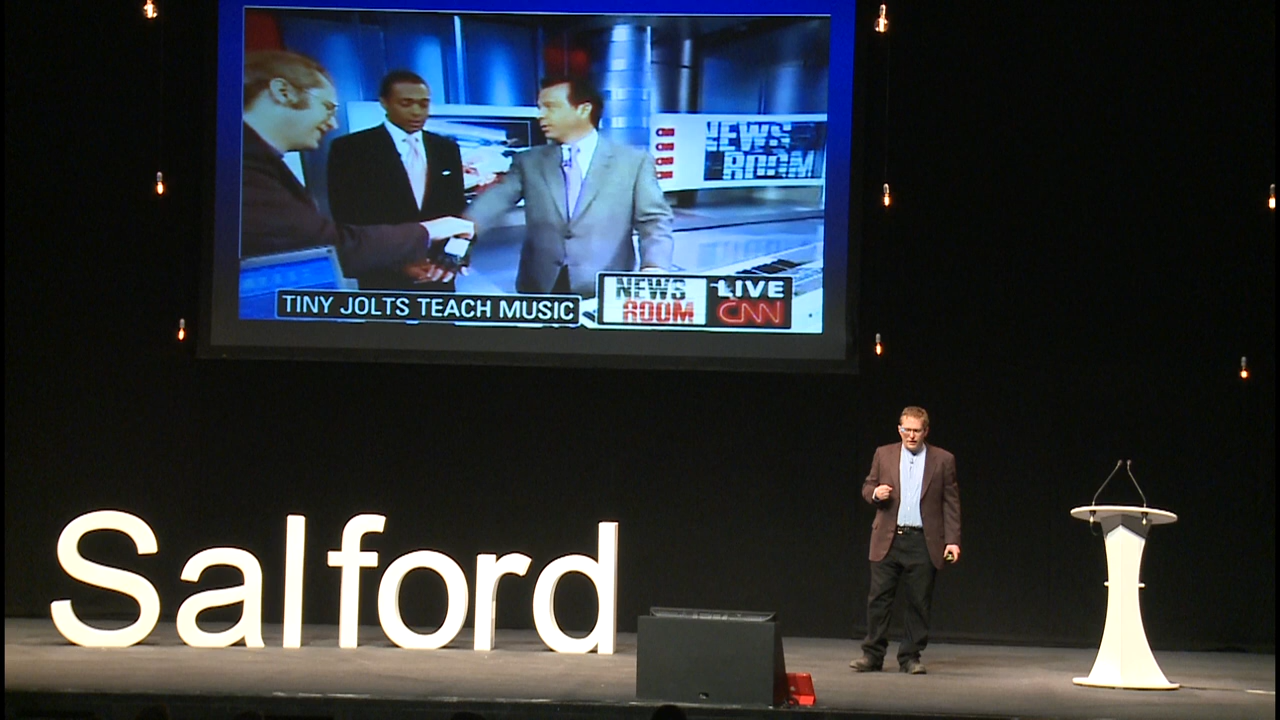 NEWS
ROOM
TINY JOLTS TEACH MUSIC
NEWS
ROOM
LIVE
CNN
Salford